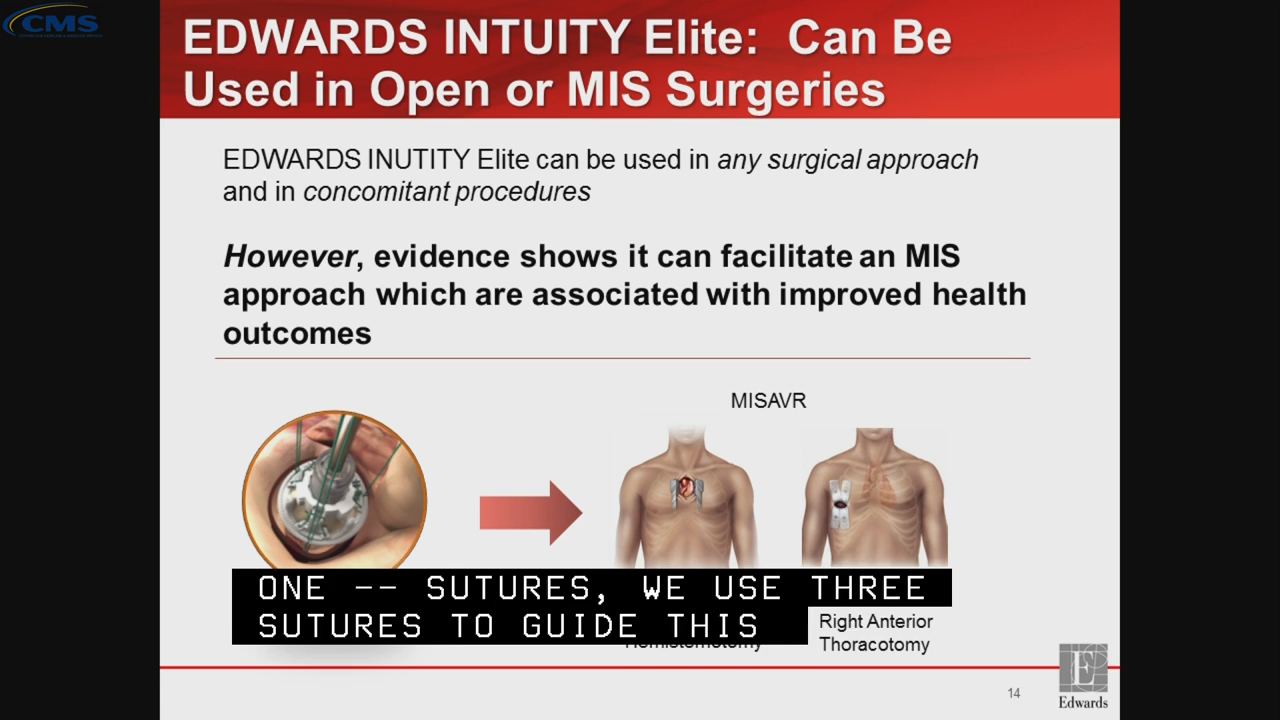 CMS
EDWARDS INTUITY Elite: Can Be
Used in Open or MIS Surgeries
EDWARDS INUTITY Elite can be used in any surgical approach
and in concomitant procedures
However, evidence shows it can facilitate an MIS
approach which are associated with improved health
outcomes
MISAVR
ONE -- SUTURES, WE USE THREE
SUTURES TO GUIDE THIS
Right Anterior
Thoracotomy
14
E
Edwards